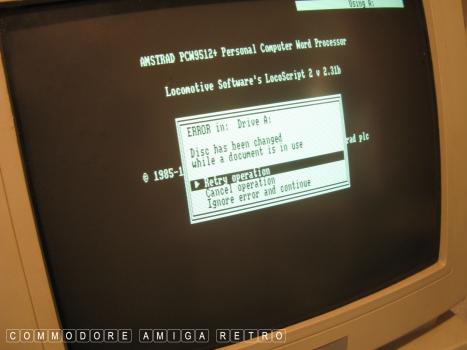 Using A:
AMSTRAD PCW9512+ Personal Computer Word Processor
Locomotive Software's LocoScript 2 v 2.31b
ERROR in: Drive A:
Disc has been changed
while a document is in use
Retry operation
Cancel operation
Ignore error and continue
© 1985-1
rad plc
COMMODORE AMIGA RETRO